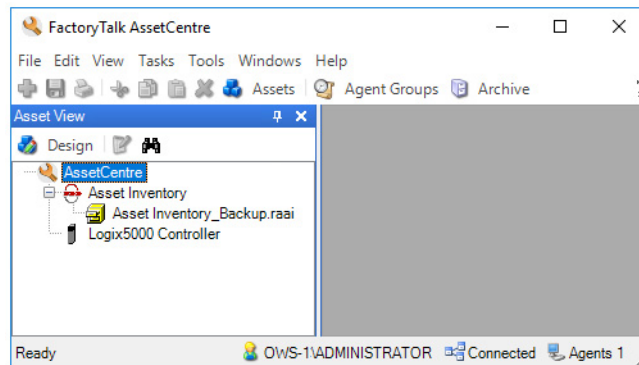 FactoryTalk AssetCentre
File Edit View Tasks Tools Windows Help
Assets Agent Groups Archive
Asset View
Design
AssetCentre
Asset Inventory
Asset Inventory_Backup.raai
Logix5000 Controller
Ready OWS-1\ADMINISTRATOR Connected Agents 1